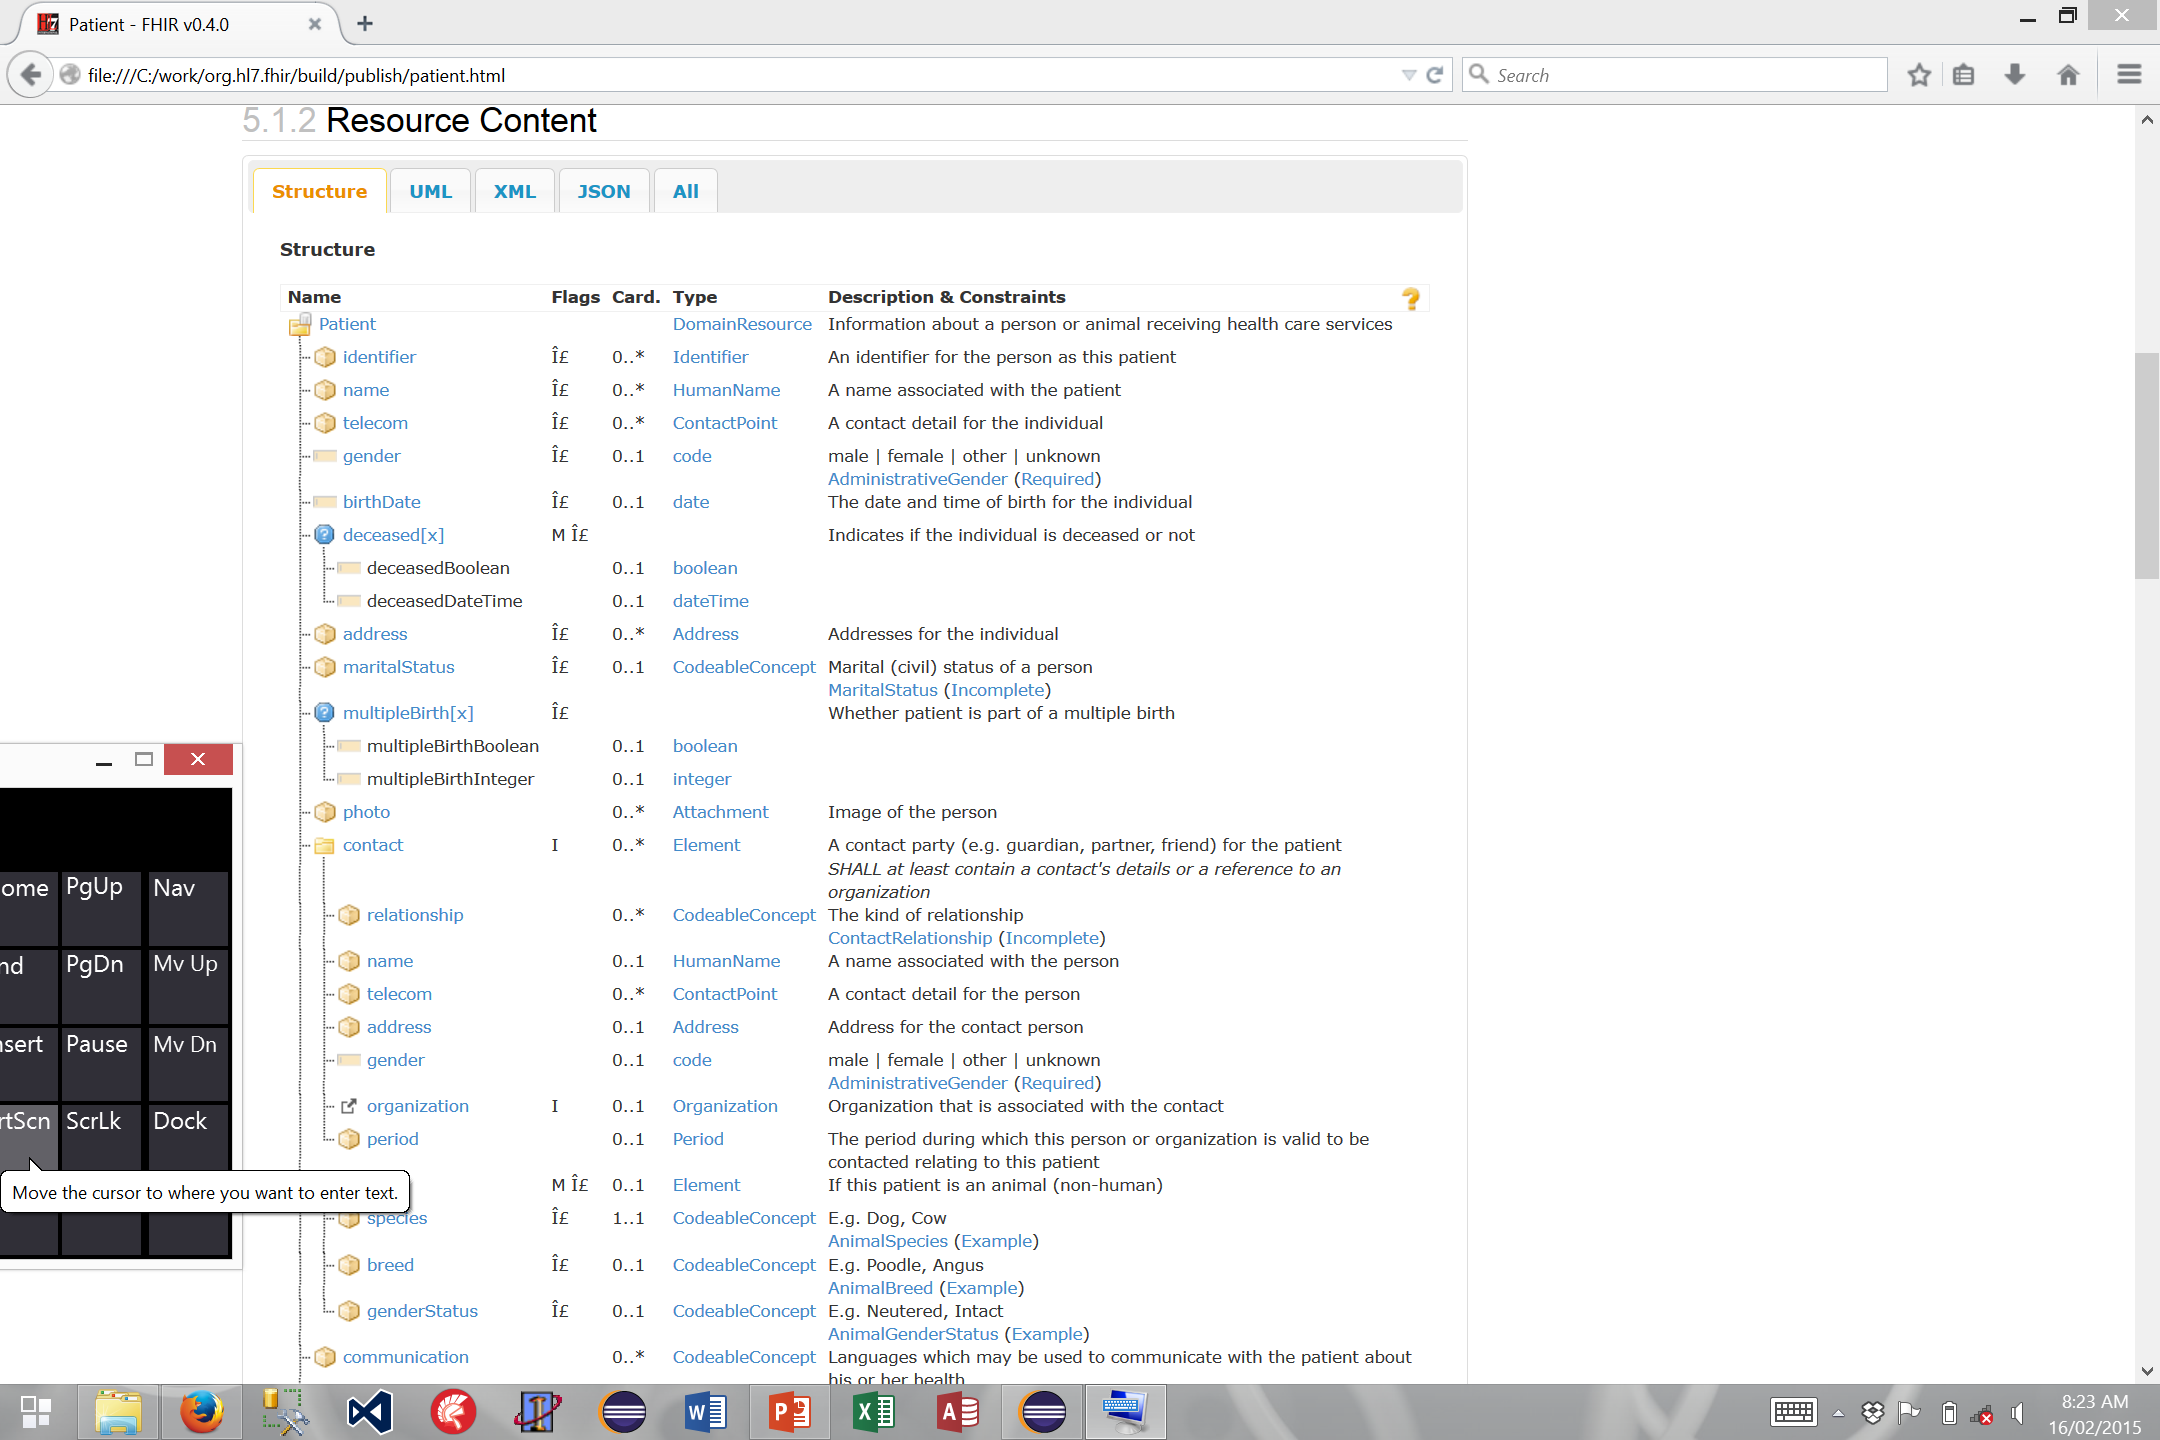 Patient - FHIR v0.4.0
file:///C:/work/org.hl7.fhir/build/publish/patient.html
Search
5.1.2 Resource Content
Structure UML XML JSON All
Structure
Name Flags Card. Type Description & Constraints
Patient DomainResource Information about a person or animal receiving health care services
identifier Î£ 0..* Identifier An identifier for the person as this patient
name Î£ 0..* HumanName A name associated with the patient
telecom Î£ 0..* ContactPoint A contact detail for the individual
gender Î£ 0..1 code male | female | other | unknown
AdministrativeGender (Required)
birthDate Î£ 0..1 date The date and time of birth for the individual
deceased[x] M Î£ Indicates if the individual is deceased or not
deceasedBoolean 0..1 boolean
deceasedDateTime 0..1 dateTime
address Î£ 0..* Address Addresses for the individual
maritalStatus Î£ 0..1 CodeableConcept Marital (civil) status of a person
MaritalStatus (Incomplete)
multipleBirth[x] Î£ Whether patient is part of a multiple birth
multipleBirthBoolean 0..1 boolean
multipleBirthInteger 0..1 integer
photo 0..* Attachment Image of the person
contact I 0..* Element A contact party (e.g. guardian, partner, friend) for the patient
SHALL at least contain a contact's details or a reference to an
organization
relationship 0..* CodeableConcept The kind of relationship
ContactRelationship (Incomplete)
name 0..1 HumanName A name associated with the person
telecom 0..* ContactPoint A contact detail for the person
address 0..1 Address Address for the contact person
gender 0..1 code male | female | other | unknown
AdministrativeGender (Required)
organization I 0..1 Organization Organization that is associated with the contact
period 0..1 Period The period during which this person or organization is valid to be
contacted relating to this patient
M Î£ 0..1 Element If this patient is an animal (non-human)
species Î£ 1..1 CodeableConcept E.g. Dog, Cow
AnimalSpecies (Example)
breed Î£ 0..1 CodeableConcept E.g. Poodle, Angus
AnimalBreed (Example)
genderStatus Î£ 0..1 CodeableConcept E.g. Neutered, Intact
AnimalGenderStatus (Example)
communication 0..* CodeableConcept Languages which may be used to communicate with the patient about
his or her health
ome PgUp Nav
nd PgDn Mv Up
nsert Pause Mv Dn
rtScn ScrLk Dock
Move the cursor to where you want to enter text.
8:23 AM
16/02/2015